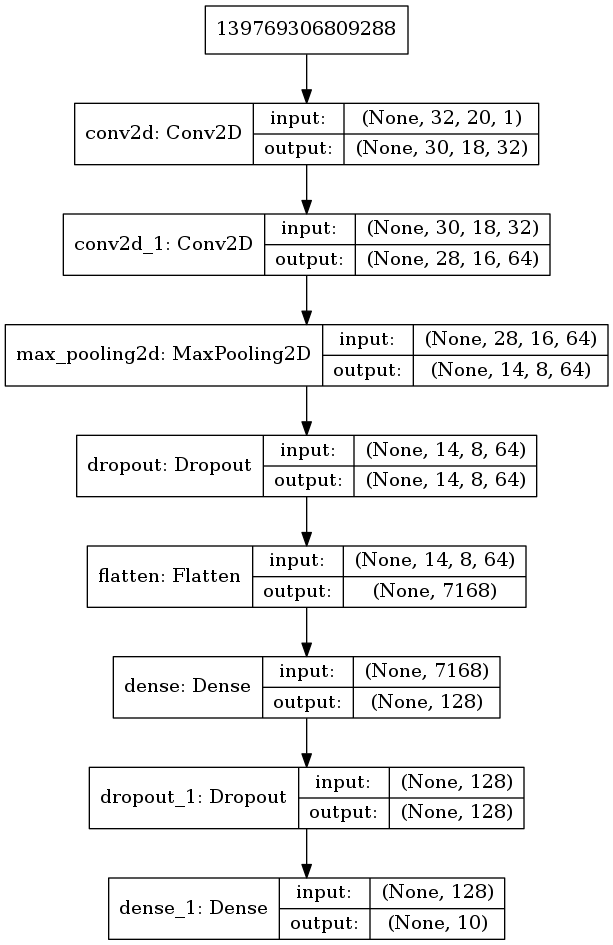 139769306809288
conv2d: Conv2D
input: (None, 32, 20, 1)
output: (None, 30, 18, 32)
conv2d_1: Conv2D
input: (None, 30, 18, 32)
output: (None, 28, 16, 64)
max_pooling2d: MaxPooling2D
input: (None, 28, 16, 64)
output: (None, 14, 8, 64)
dropout: Dropout
input: (None, 14, 8, 64)
output: (None, 14, 8, 64)
flatten: Flatten
input: (None, 14, 8, 64)
output: (None, 7168)
dense: Dense
input: (None, 7168)
output: (None, 128)
dropout_1: Dropout
input: (None, 128)
output: (None, 128)
dense_1: Dense
input: (None, 128)
output: (None, 10)